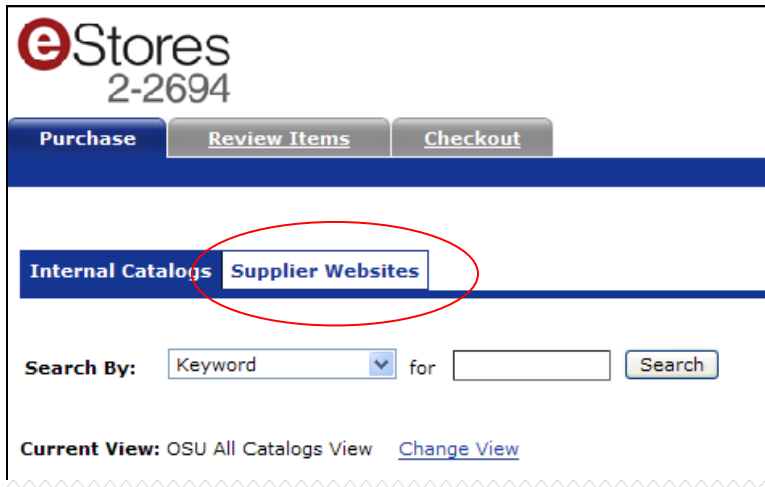 eStores
2-2694
Purchase Review Items Checkout
Internal Catalogs Supplier Websites
Search By: Keyword for Search
Current View: OSU All Catalogs View Change View